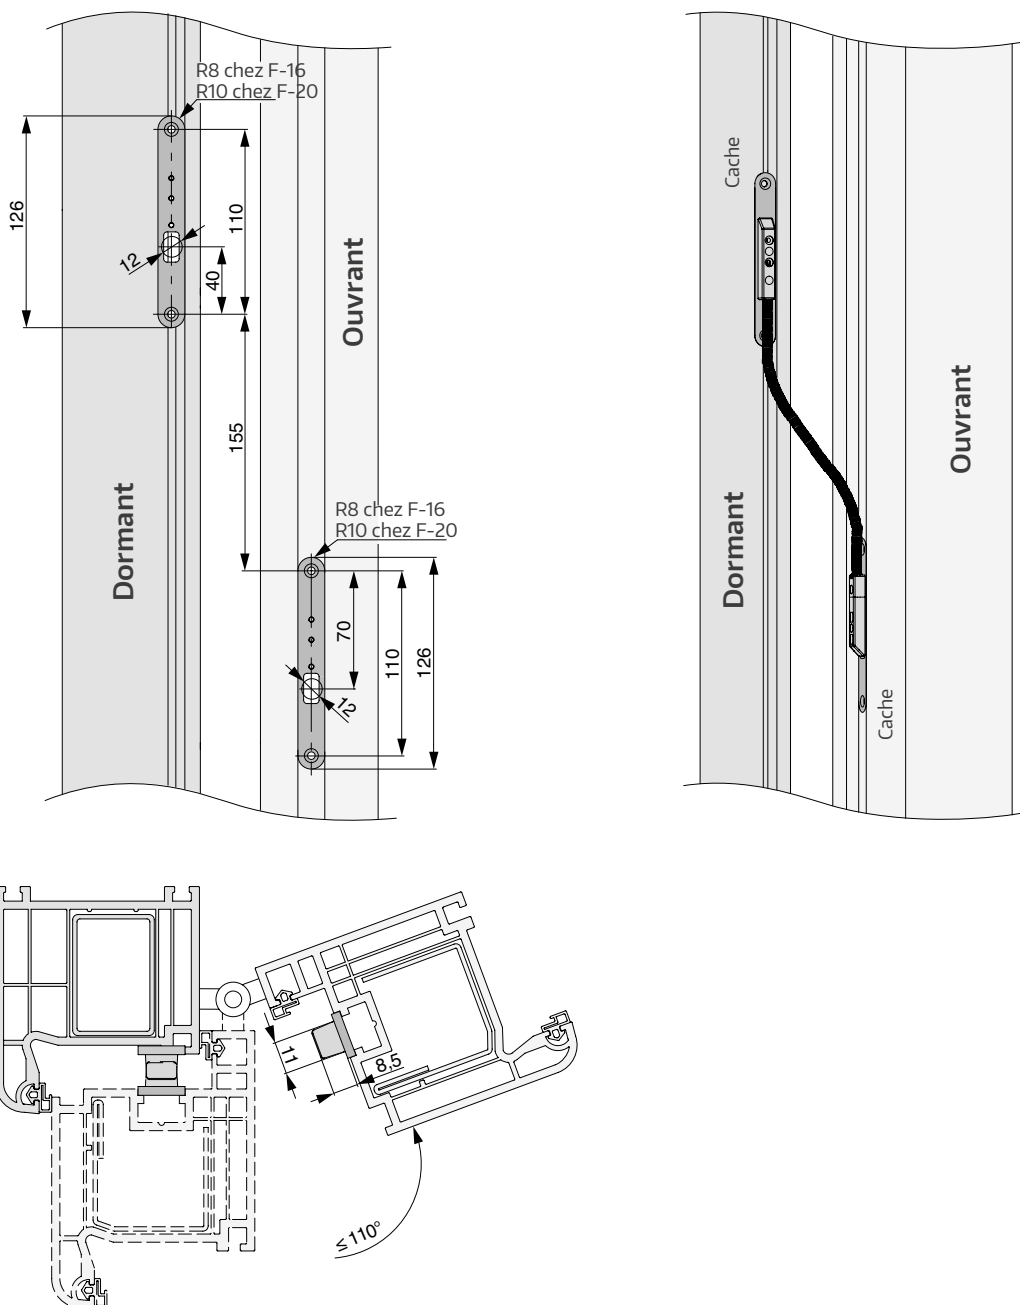 R8 chez F-16
R10 chez F-20
126
110
12
40
Ouvrant
155
Dormant
R8 chez F-16
R10 chez F-20
70
110
126
12
Cache
Ouvrant
Dormant
Cache
11
8,5
≤ 110°